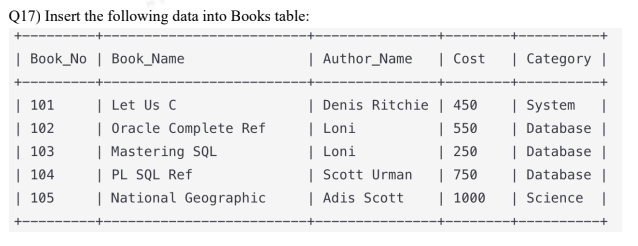 Q17) Insert the following data into Books table:
+---------+-----------------------+---------------+--------+----------+
| Book_No | Book_Name | Author_Name | Cost | Category |
+---------+-----------------------+---------------+--------+----------+
| 101 | Let Us C | Denis Ritchie | 450 | System |
| 102 | Oracle Complete Ref | Loni | 550 | Database |
| 103 | Mastering SQL | Loni | 250 | Database |
| 104 | PL SQL Ref | Scott Urman | 750 | Database |
| 105 | National Geographic | Adis Scott | 1000 | Science |
+---------+-----------------------+---------------+--------+----------+